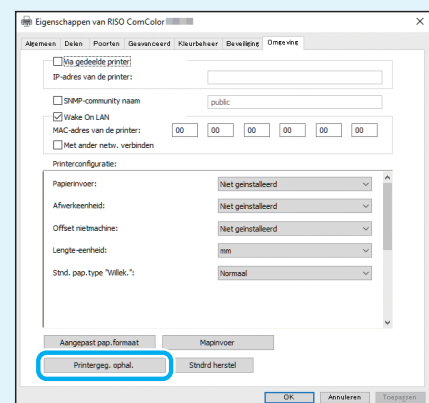 Eigenschappen van RISO ComColor
Algemeen Delen Poorten Geavanceerd Kleurbeheer Beveiliging Omgeving
Via gedeelde printer
IP-adres van de printer:
SNMP-community naam public
Wake On LAN
MAC-adres van de printer: 00 00 00 00 00 00
Met ander netw. verbinden
Printerconfiguratie:
Papierinvoer: Niet geïnstalleerd
Afwerkeenheid: Niet geïnstalleerd
Offset nietmachine: Niet geïnstalleerd
Lengte-eenheid: mm
Stnd. pap.type "Willek.": Normaal
Aangepast pap.formaat Mapinvoer
Printergeg. ophal. Stndrd herstel
OK Annuleren Toepassen